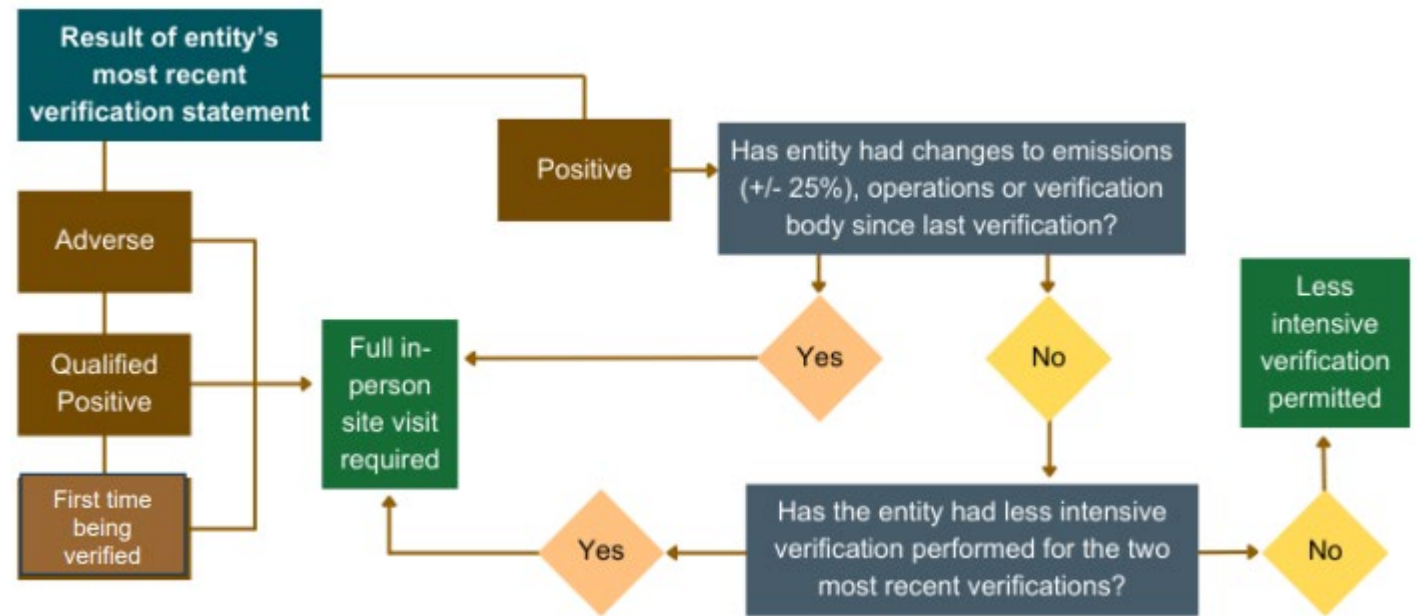 Result of entity's
most recent
verification statement
Positive
Has entity had changes to emissions
(+/- 25%), operations or verification
body since last verification?
Adverse
Less
intensive
verification
permitted
Qualified
Positive
Full in-
person
site visit
required
Yes
No
First time
being
verified
Yes
Has the entity had less intensive
verification performed for the two
most recent verifications?
No